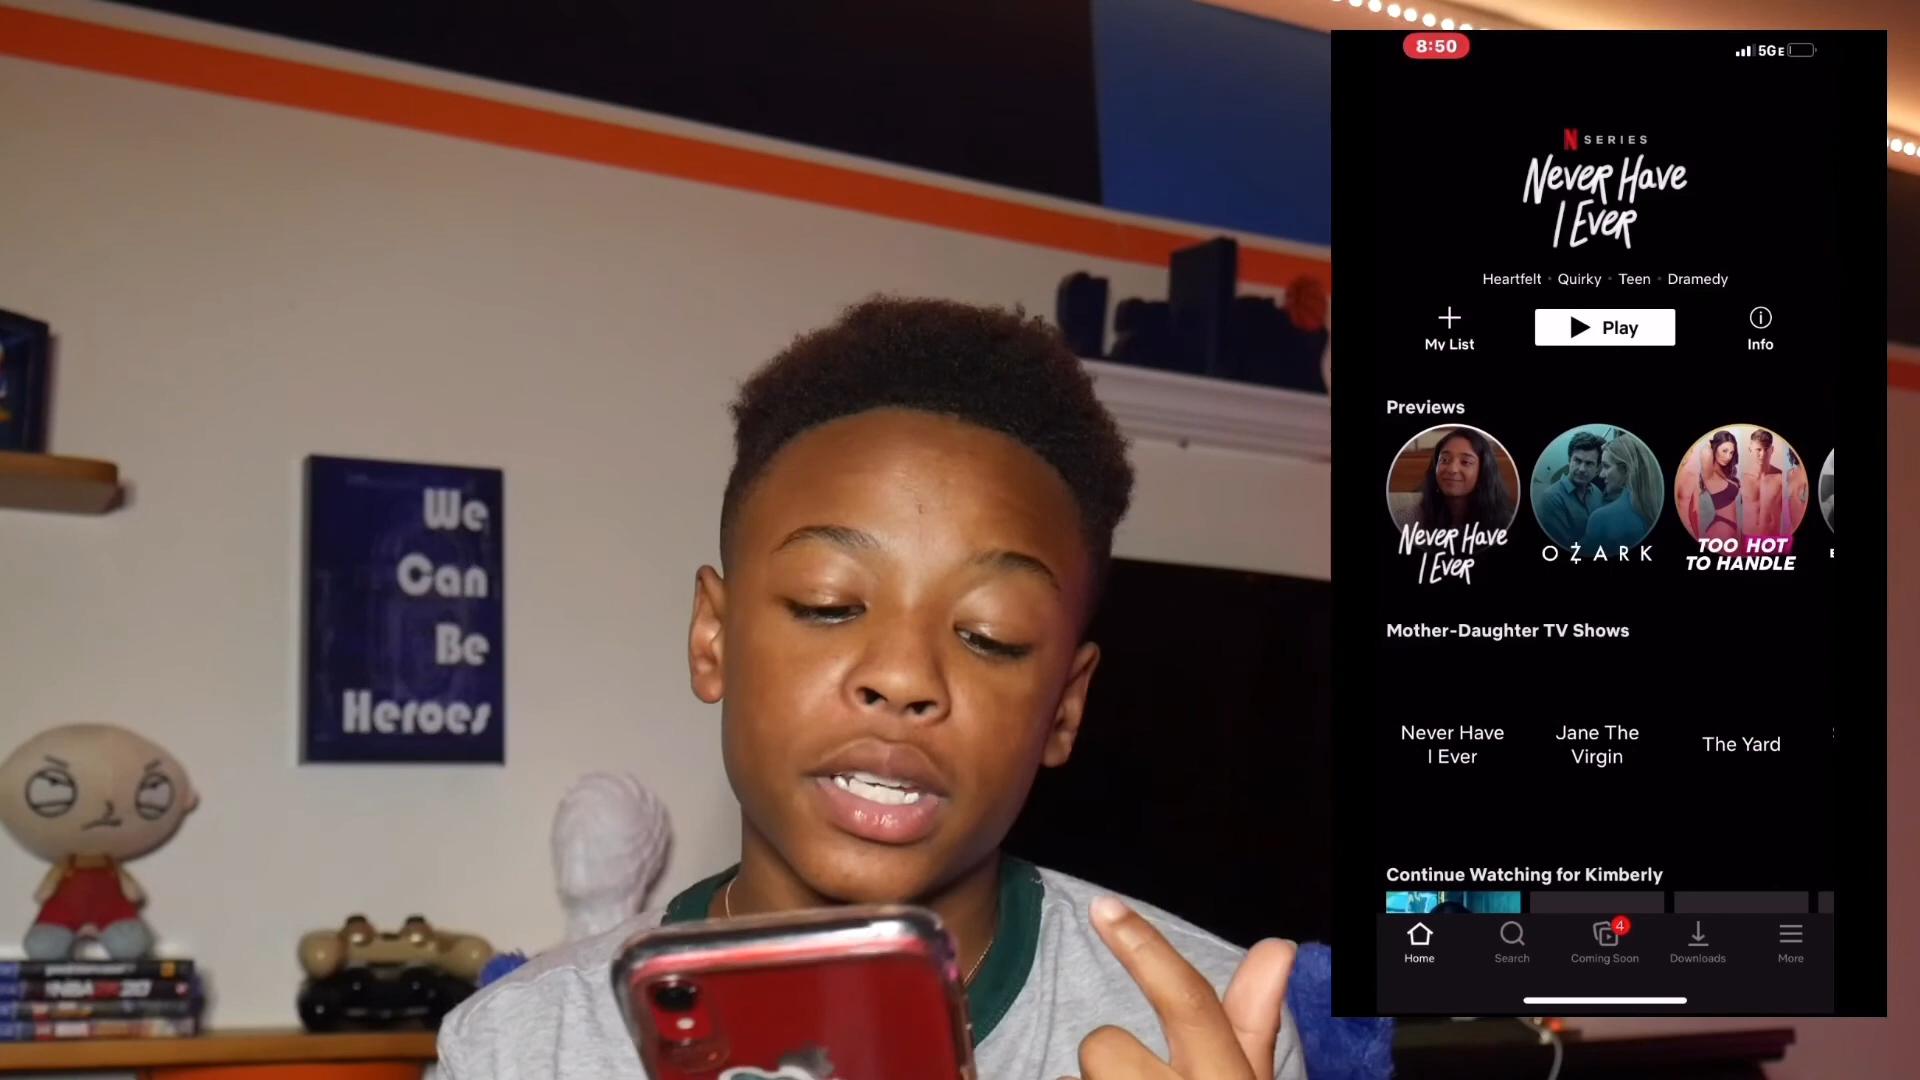 We
Can
Be
Heroes
8:50
5GE
N SERIES
Never Have
I Ever
Heartfelt • Quirky • Teen • Dramedy
My List
Play
Info
Previews
Never Have
I Ever
OZARK
TOO HOT
TO HANDLE
Mother-Daughter TV Shows
Never Have
I Ever
Jane The
Virgin
The Yard
Continue Watching for Kimberly
4
Home
Search
Coming Soon
Downloads
More